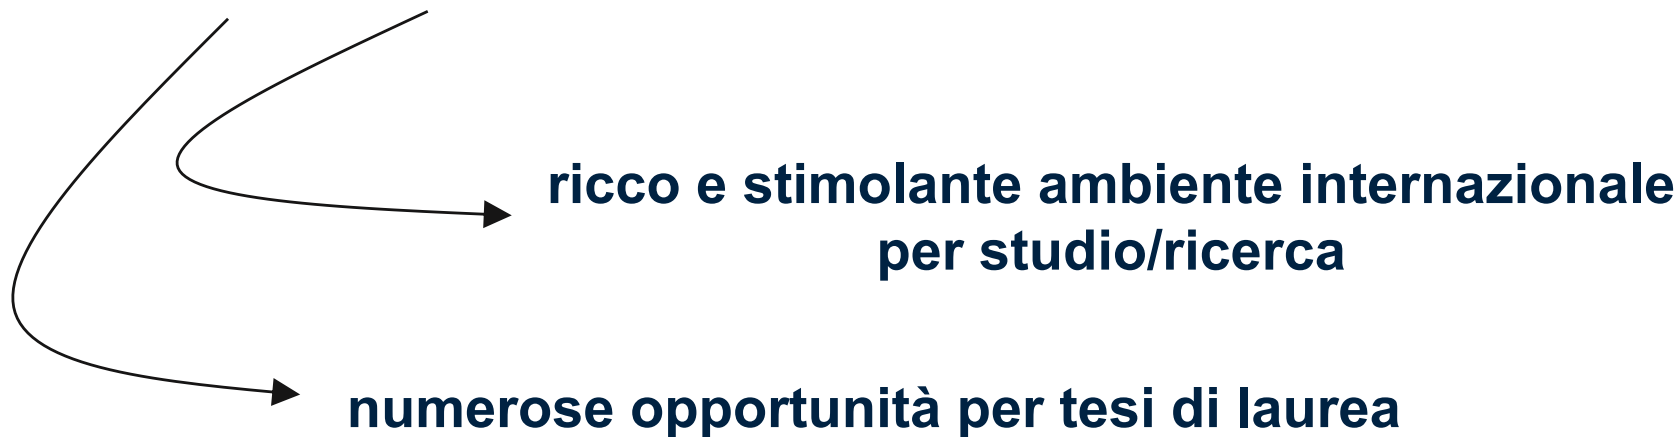 ricco e stimolante ambiente internazionale
per studio/ricerca
numerose opportunità per tesi di laurea